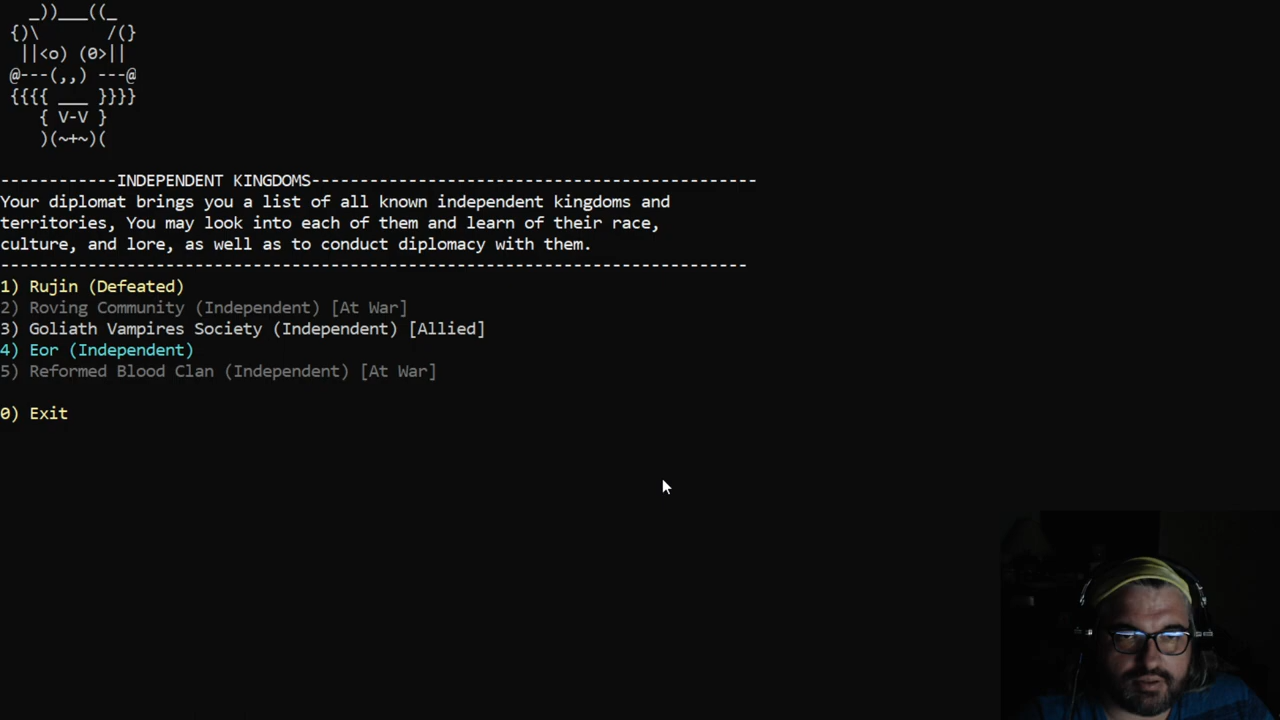 _))___((_
{)\ /(}
||<o) (0>||
@---(,,) ---@
{{{{ ___ }}}}
{ V-V }
)(~+~)(
------------INDEPENDENT KINGDOMS----------------------------------------------
Your diplomat brings you a list of all known independent kingdoms and
territories, You may look into each of them and learn of their race,
culture, and lore, as well as to conduct diplomacy with them.
-----------------------------------------------------------------------------
1) Rujin (Defeated)
2) Roving Community (Independent) [At War]
3) Goliath Vampires Society (Independent) [Allied]
4) Eor (Independent)
5) Reformed Blood Clan (Independent) [At War]
0) Exit